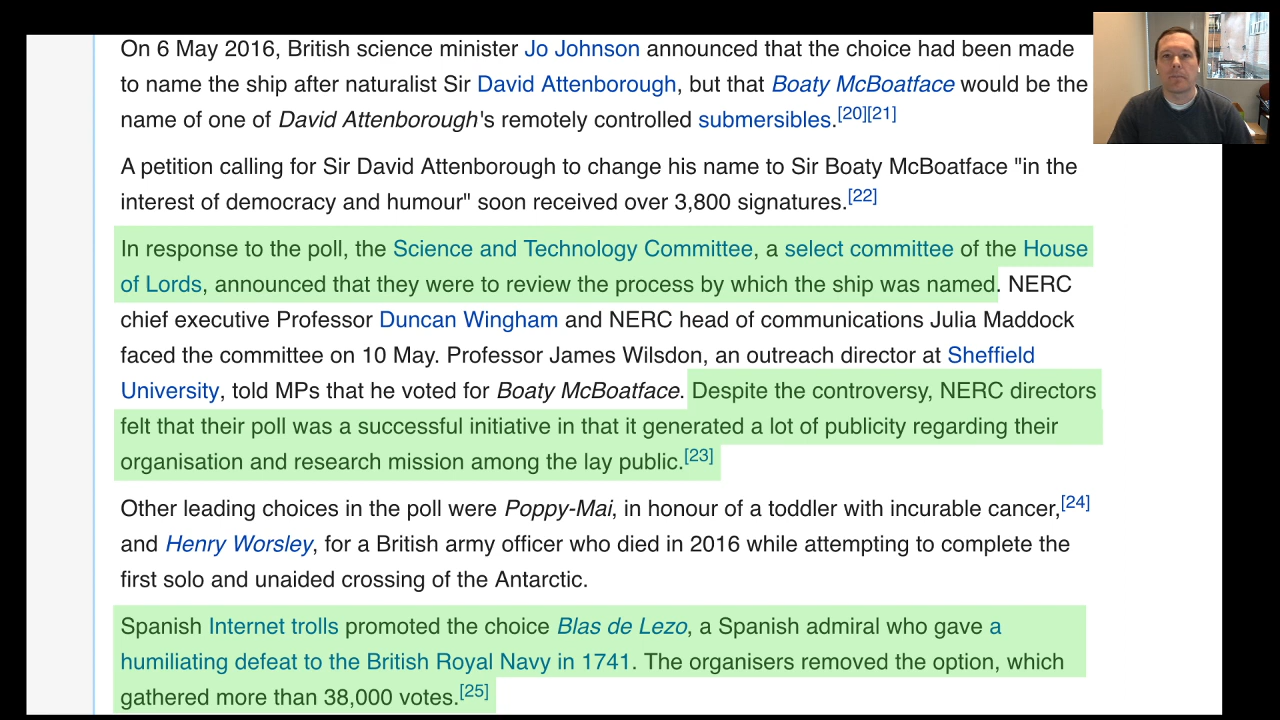 On 6 May 2016, British science minister Jo Johnson announced that the choice had been made
to name the ship after naturalist Sir David Attenborough, but that Boaty McBoatface would be the
name of one of David Attenborough's remotely controlled submersibles.[20][21]
A petition calling for Sir David Attenborough to change his name to Sir Boaty McBoatface "in the
interest of democracy and humour" soon received over 3,800 signatures.[22]
In response to the poll, the Science and Technology Committee, a select committee of the House
of Lords, announced that they were to review the process by which the ship was named. NERC
chief executive Professor Duncan Wingham and NERC head of communications Julia Maddock
faced the committee on 10 May. Professor James Wilsdon, an outreach director at Sheffield
University, told MPs that he voted for Boaty McBoatface. Despite the controversy, NERC directors
felt that their poll was a successful initiative in that it generated a lot of publicity regarding their
organisation and research mission among the lay public.[23]
Other leading choices in the poll were Poppy-Mai, in honour of a toddler with incurable cancer,[24]
and Henry Worsley, for a British army officer who died in 2016 while attempting to complete the
first solo and unaided crossing of the Antarctic.
Spanish Internet trolls promoted the choice Blas de Lezo, a Spanish admiral who gave a
humiliating defeat to the British Royal Navy in 1741. The organisers removed the option, which
gathered more than 38,000 votes.[25]